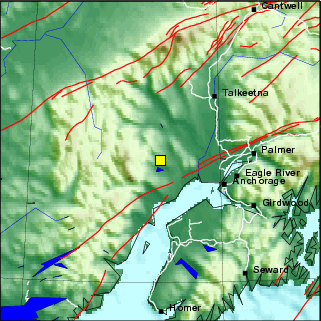 Cantwell
Talkeetna
Palmer
Eagle River
Anchorage
Girdwood
Seward
Homer